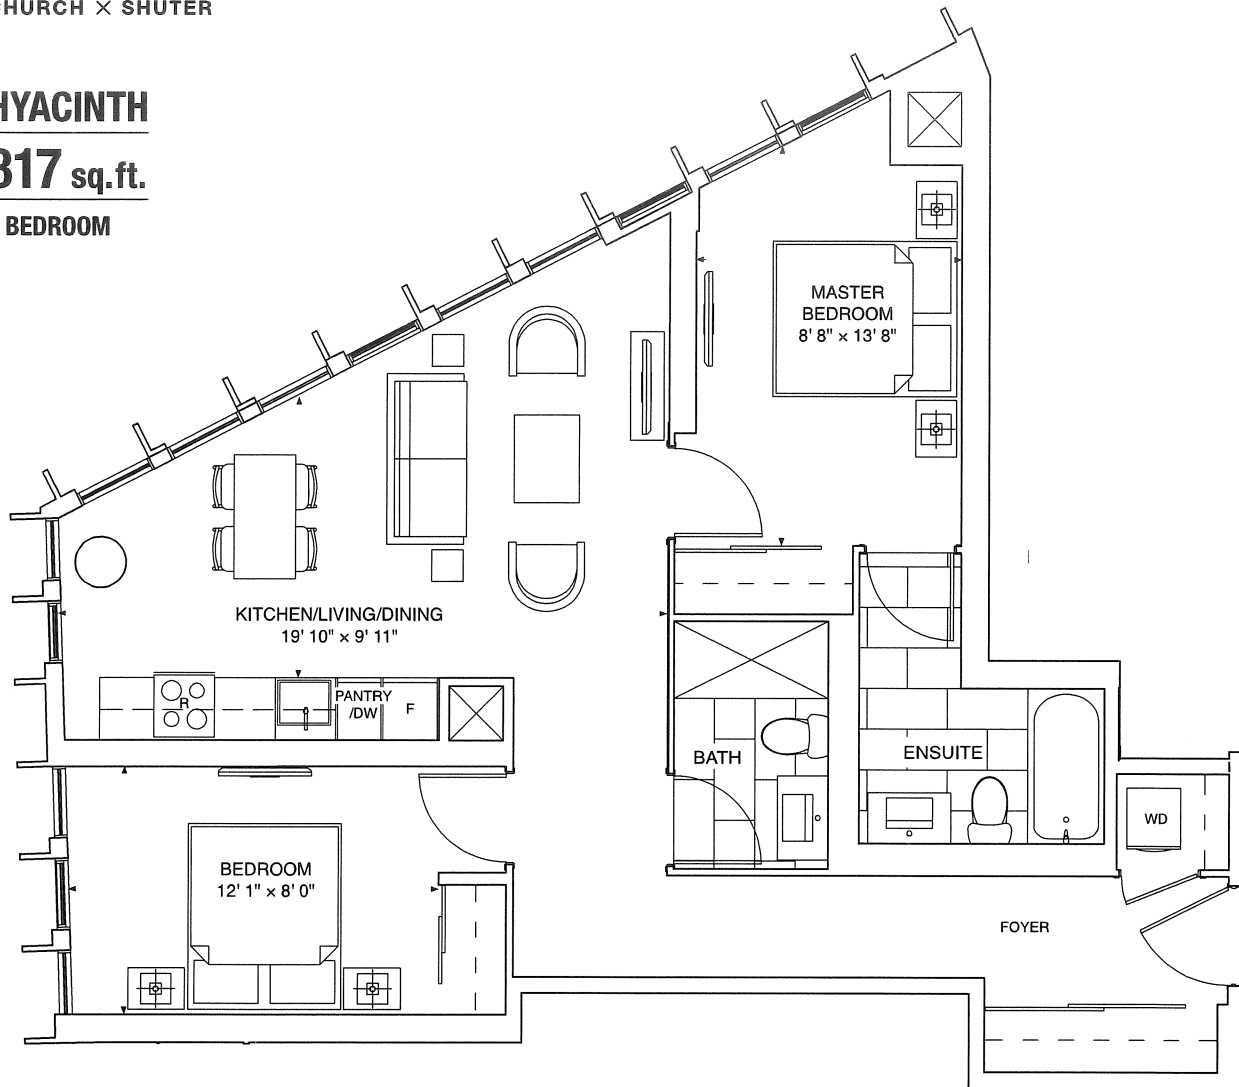 CHURCH × SHUTER
HYACINTH
817 sq.ft.
BEDROOM
MASTER
BEDROOM
8' 8" × 13' 8"
KITCHEN/LIVING/DINING
19' 10" × 9' 11"
R
PANTRY
/DW
F
BATH
ENSUITE
WD
BEDROOM
12' 1" × 8' 0"
FOYER